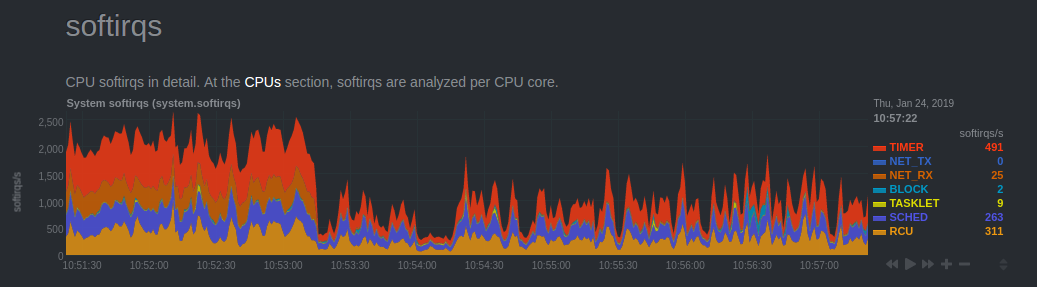 softirqs
CPU softirqs in detail. At the CPUs section, softirqs are analyzed per CPU core.
System softirqs (system.softirqs)
Thu, Jan 24, 2019
10:57:22
softirqs/s
2,500
2,000
1,500
1,000
500
0
softirqs/s
TIMER 491
NET_TX 0
NET_RX 25
BLOCK 2
TASKLET 9
SCHED 263
RCU 311
10:51:30 10:52:00 10:52:30 10:53:00 10:53:30 10:54:00 10:54:30 10:55:00 10:55:30 10:56:00 10:56:30 10:57:00